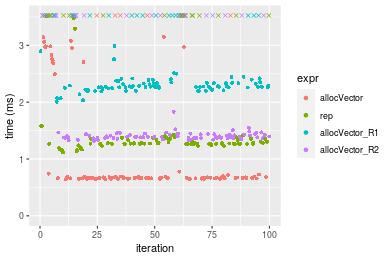 time (ms)
3
2
1
0
0
25
50
75
100
iteration
expr
allocVector
rep
allocVector_R1
allocVector_R2